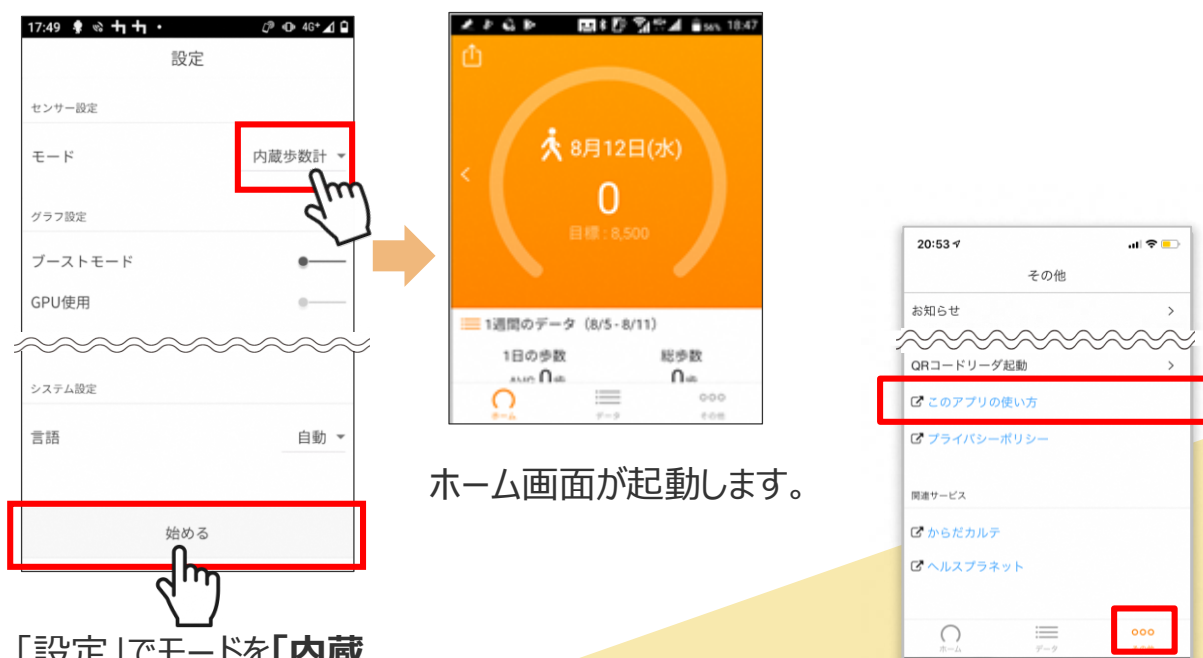 17:49
4G+
設定
センサー設定
モード
内蔵歩数計
グラフ設定
ブーストモード
GPU使用
システム設定
言語
自動
始める
「設定」でモードを「内蔵
56% 18:47
8月12日(水)
0
目標:8,500
1週間のデータ (8/5-8/11)
1日の歩数 総歩数
0 0
ホーム データ その他
ホーム画面が起動します。
20:53
その他
お知らせ
QRコードリーダ起動
このアプリの使い方
プライバシーポリシー
関連サービス
からだカルテ
ヘルスプラネット
ホーム データ その他